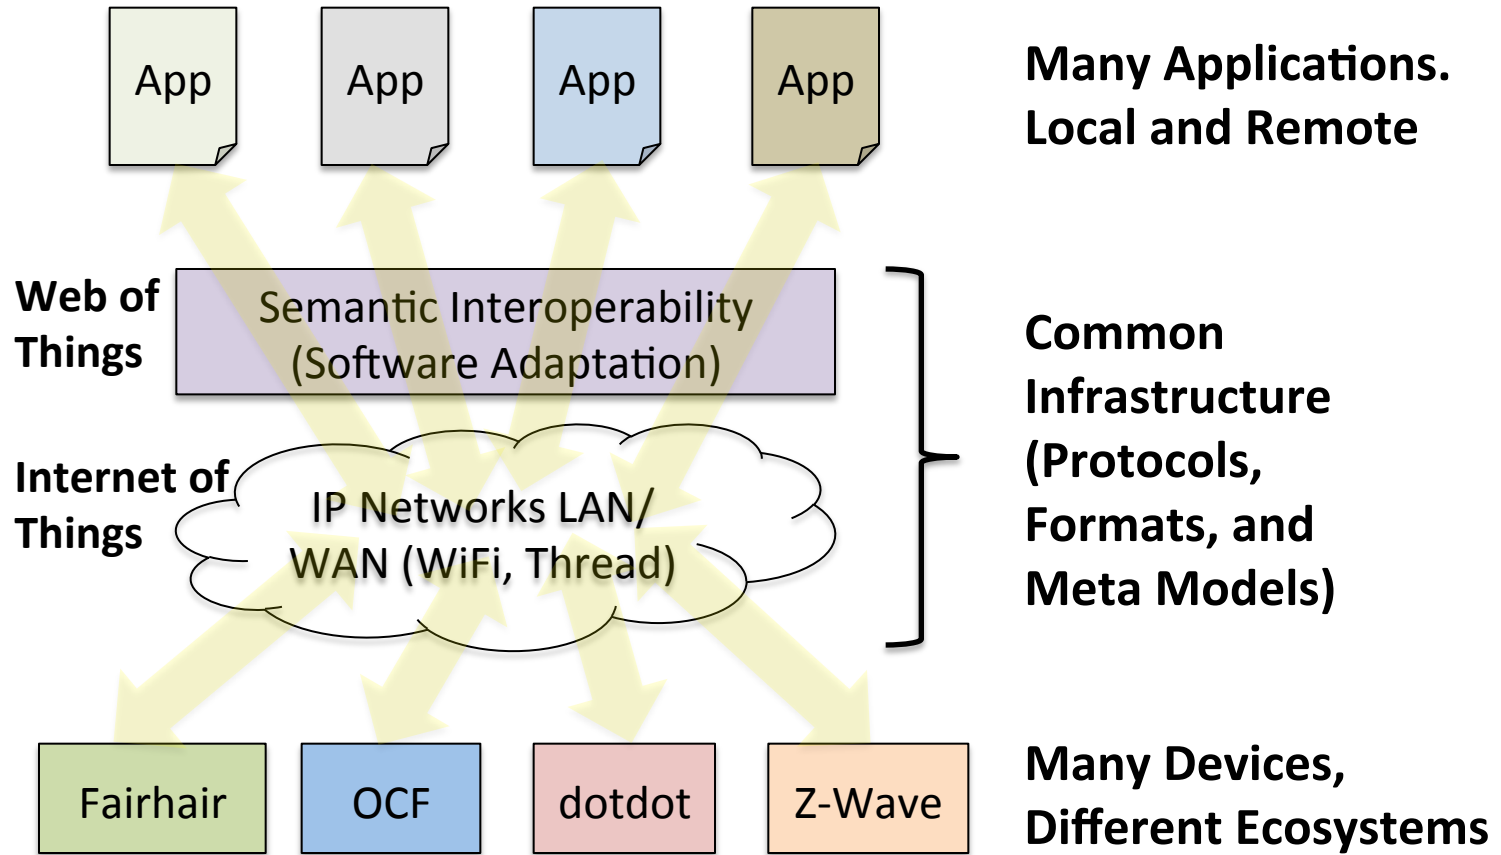 App
App
App
App
Many Applications.
Local and Remote
Web of
Things
Semantic Interoperability
(Software Adaptation)
Internet of
Things
IP Networks LAN/
WAN (WiFi, Thread)
Common
Infrastructure
(Protocols,
Formats, and
Meta Models)
Fairhair
OCF
dotdot
Z-Wave
Many Devices,
Different Ecosystems